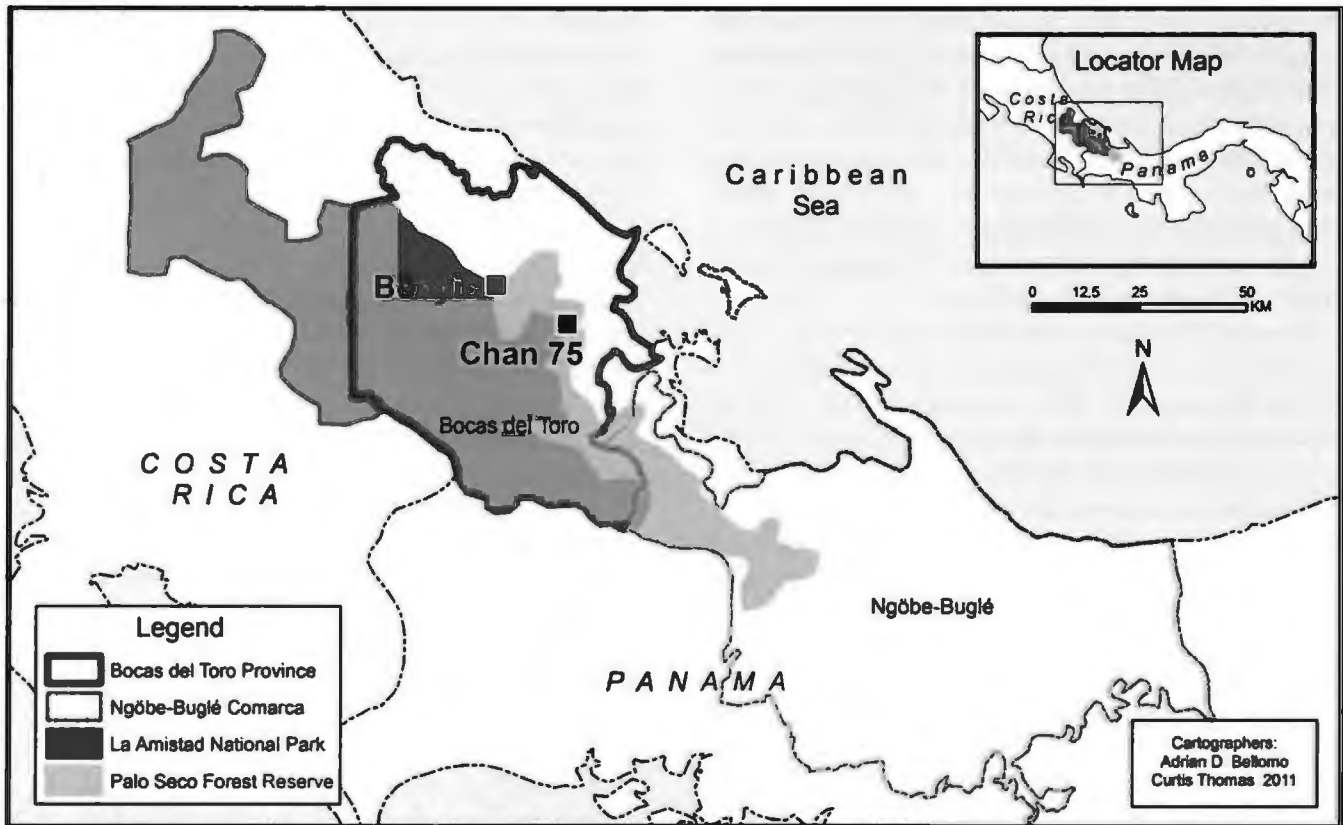 Locator Map
Costa
Rica
Panama
Caribbean
Sea
0 12.5 25 50
KM
N
Chan 75
Bocas del Toro
COSTA
RICA
Ngöbe-Buglé
PANAMA
Legend
Bocas del Toro Province
Ngöbe-Buglé Comarca
La Amistad National Park
Palo Seco Forest Reserve
Cartographers:
Adrian D Bellomo
Curtis Thomas 2011